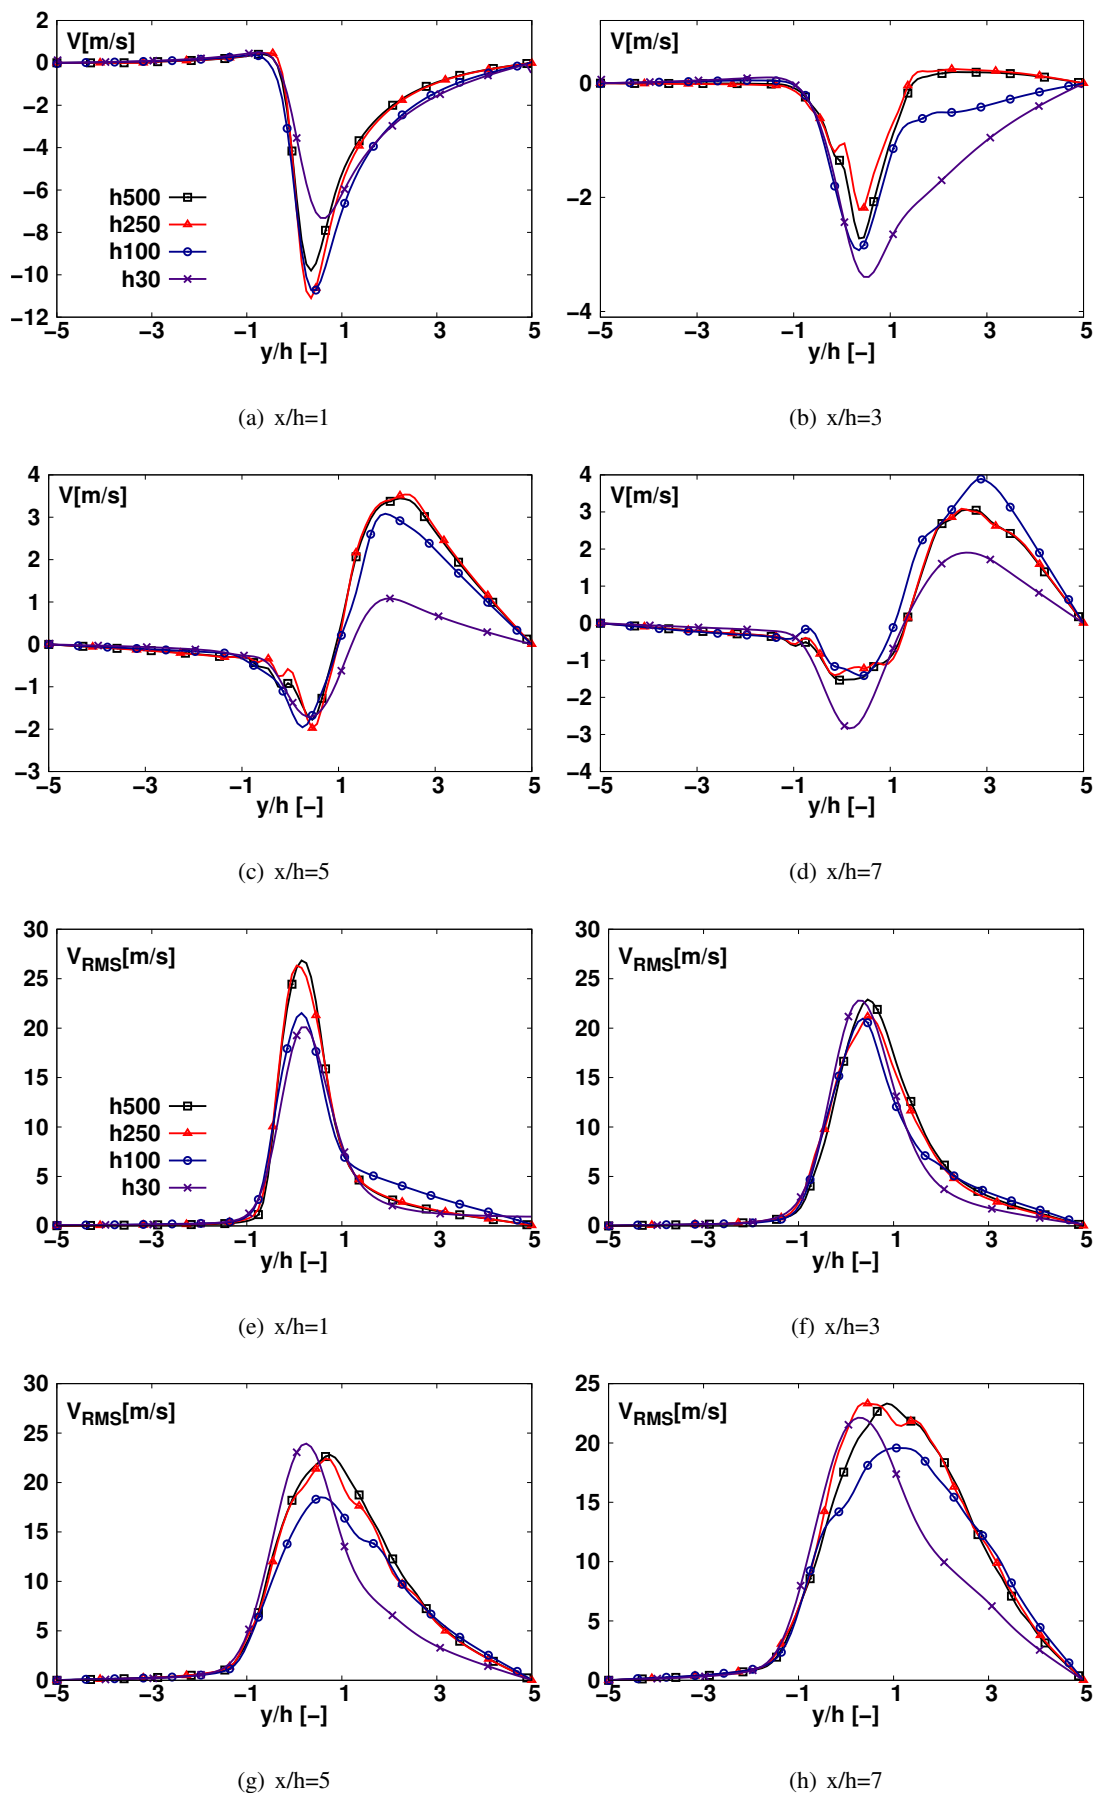 V[m/s]
2
0
−2
−4
−6
−8
−10
−12
h500
h250
h100
h30
−5 −3 −1 1 3 5
y/h [−]
(a) x/h=1
V[m/s]
0
−2
−4
−5 −3 −1 1 3 5
y/h [−]
(b) x/h=3
V[m/s]
4
3
2
1
0
−1
−2
−3
−5 −3 −1 1 3 5
y/h [−]
(c) x/h=5
V[m/s]
4
3
2
1
0
−1
−2
−3
−4
−5 −3 −1 1 3 5
y/h [−]
(d) x/h=7
V_RMS[m/s]
30
25
20
15
10
5
0
h500
h250
h100
h30
−5 −3 −1 1 3 5
y/h [−]
(e) x/h=1
V_RMS[m/s]
30
25
20
15
10
5
0
−5 −3 −1 1 3 5
y/h [−]
(f) x/h=3
V_RMS[m/s]
30
25
20
15
10
5
0
−5 −3 −1 1 3 5
y/h [−]
(g) x/h=5
V_RMS[m/s]
25
20
15
10
5
0
−5 −3 −1 1 3 5
y/h [−]
(h) x/h=7